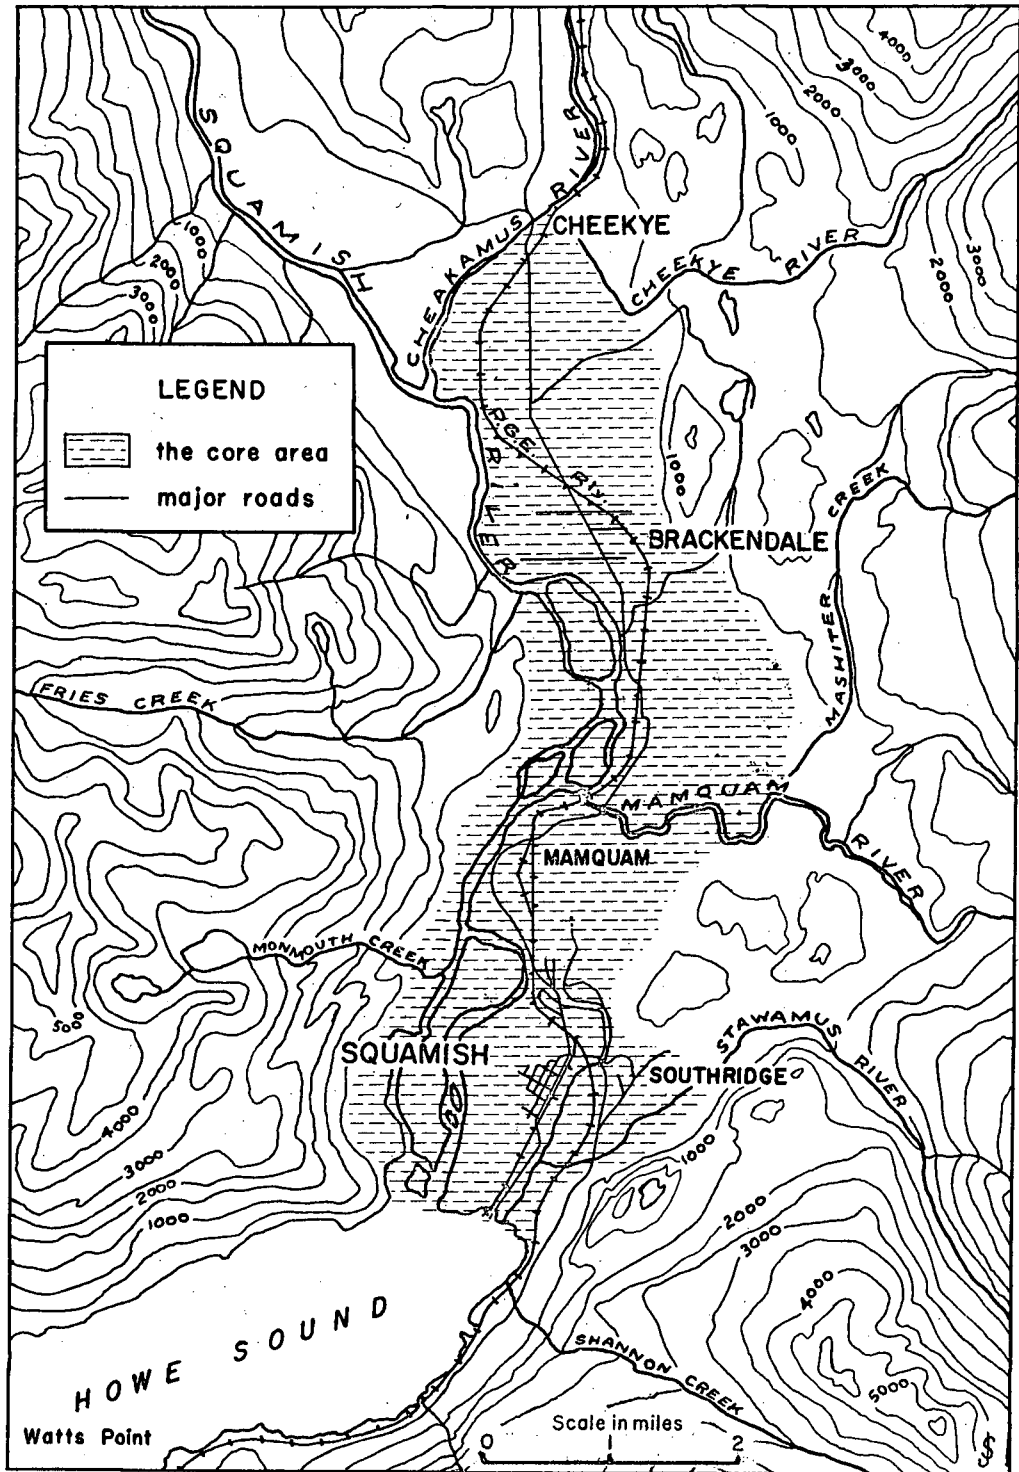 4000
3000
2000
1000
SQUAMISH
RIVER
CHEEKYE
CHEAKAMUS RIVER
CHEEKYE RIVER
1000
2000
3000
3000
2000
LEGEND
the core area
major roads
P.G.E. Rly.
1000
BRACKENDALE
CREEK
MASHITER
FRIES CREEK
MAMQUAM
RIVER
MAMQUAM
MONMOUTH CREEK
5000
STAWAMUS
RIVER
SQUAMISH
SOUTHRIDGE
4000
3000
2000
1000
1000
2000
3000
4000
5000
HOWE SOUND
SHANNON CREEK
Watts Point
Scale in miles
0 1 2